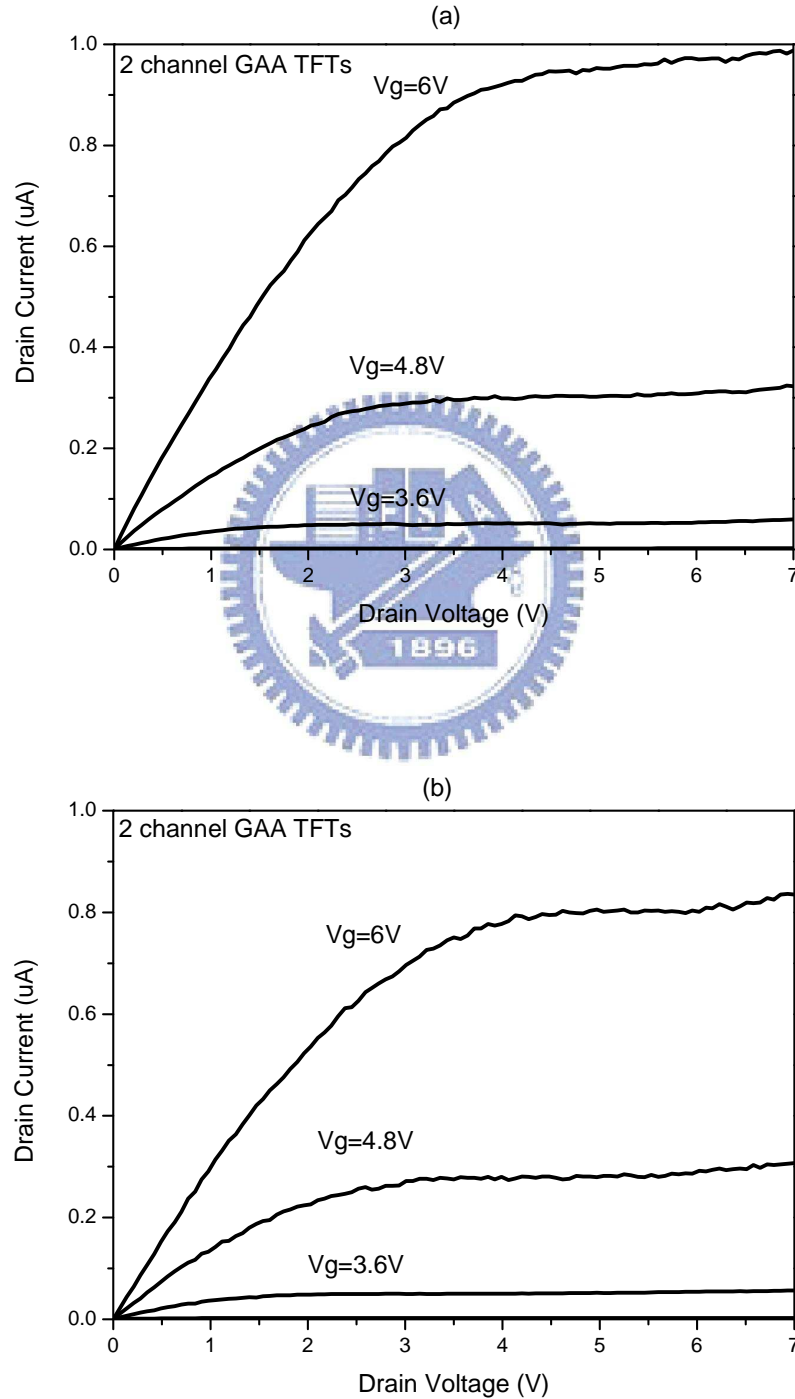 (a)
1.0
2 channel GAA TFTs
Vg=6V
0.8
0.6
0.4
Vg=4.8V
0.2
Vg=3.6V
0.0
0 1 2 3 4 5 6 7
Drain Current (uA)
Drain Voltage (V)
1896
(b)
1.0
2 channel GAA TFTs
0.8
Vg=6V
0.6
0.4
Vg=4.8V
0.2
Vg=3.6V
0.0
0 1 2 3 4 5 6 7
Drain Current (uA)
Drain Voltage (V)